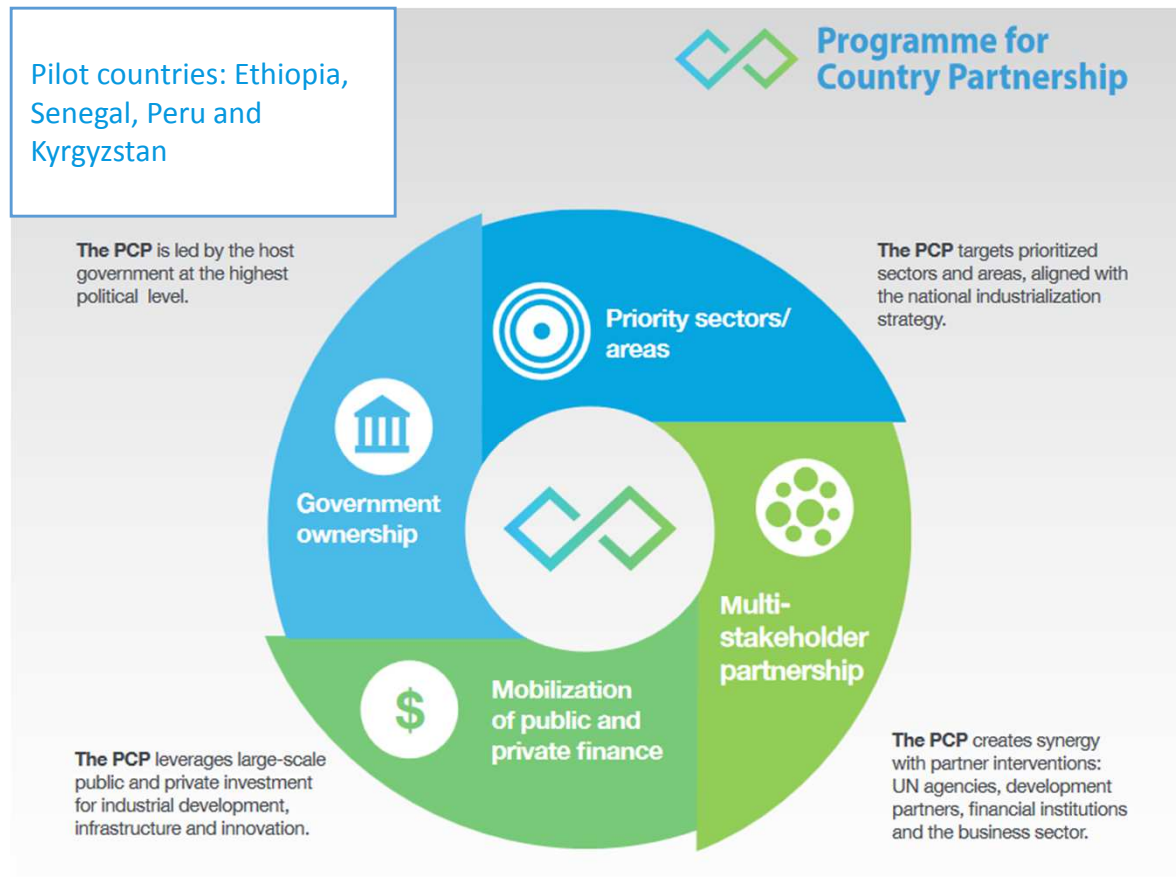 Pilot countries: Ethiopia,
Senegal, Peru and
Kyrgyzstan
Programme for
Country Partnership
The PCP is led by the host
government at the highest
political level.
The PCP targets prioritized
sectors and areas, aligned with
the national industrialization
strategy.
Priority sectors/
areas
Government
ownership
Multi-
stakeholder
partnership
$
Mobilization
of public and
private finance
The PCP leverages large-scale
public and private investment
for industrial development,
infrastructure and innovation.
The PCP creates synergy
with partner interventions:
UN agencies, development
partners, financial institutions
and the business sector.